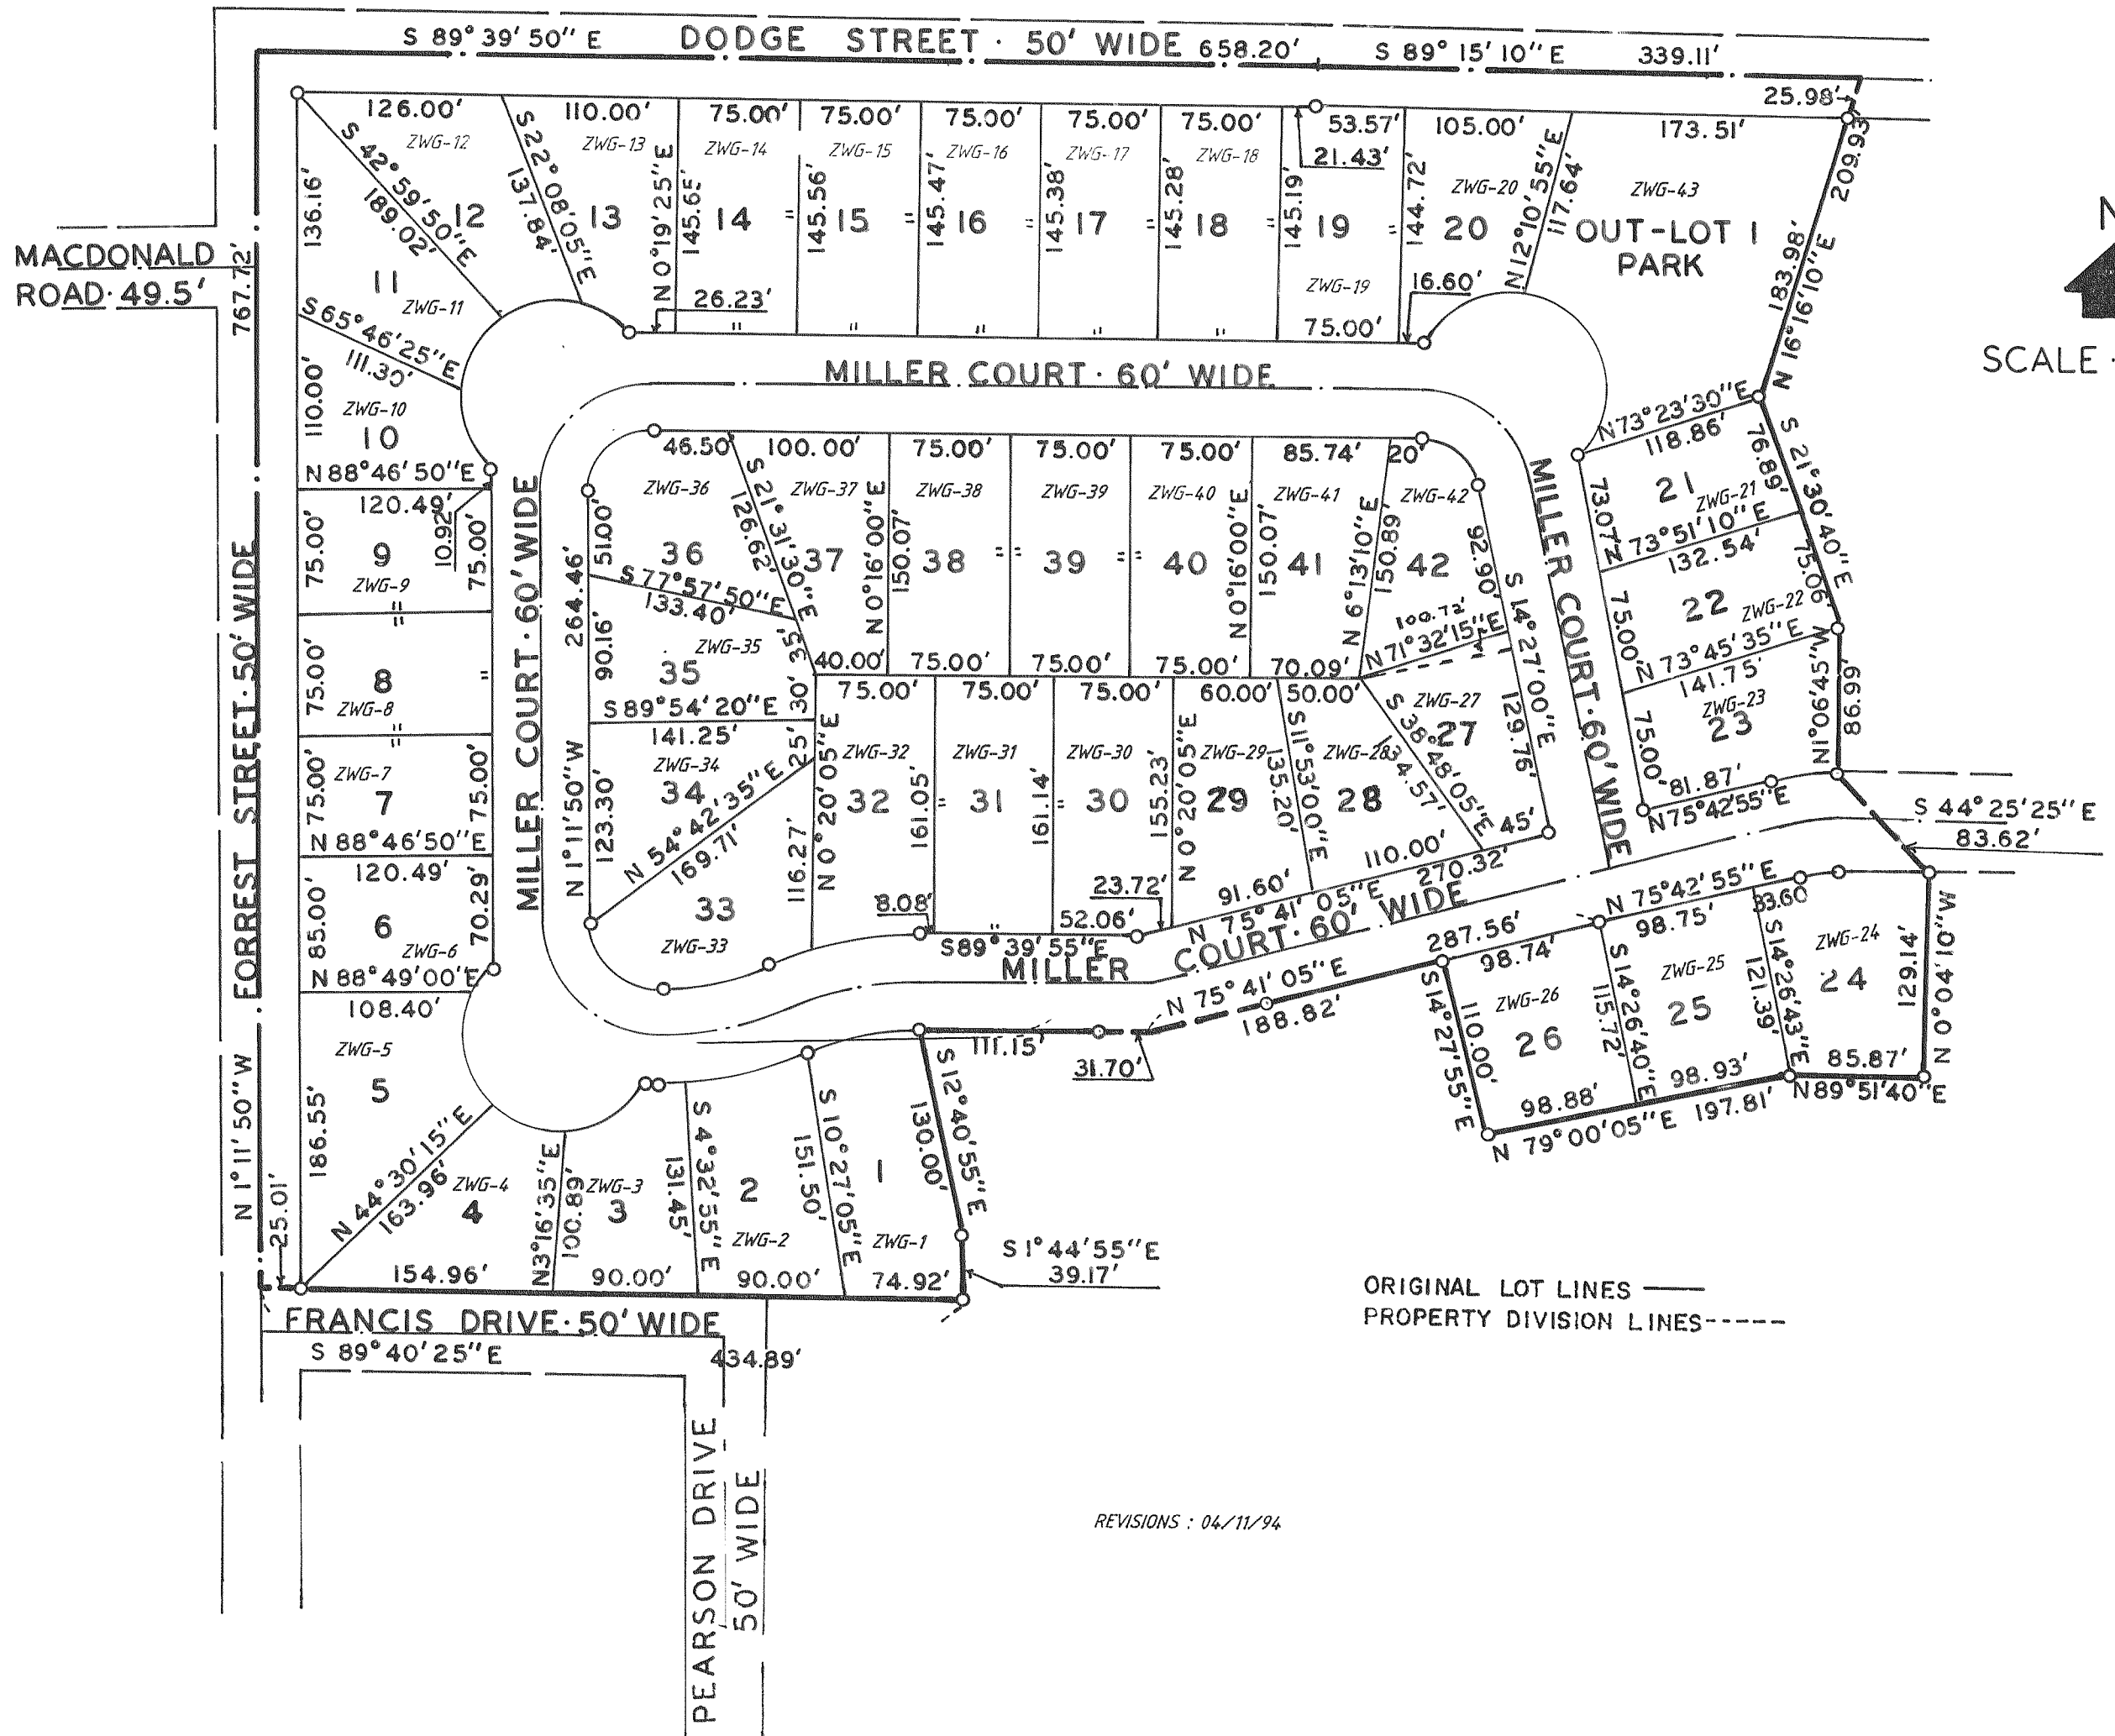 S 89° 39' 50" E DODGE STREET · 50' WIDE 658.20' S 89° 15' 10" E 339.11'
25.98'
126.00' 110.00' 75.00' 75.00' 75.00' 75.00' 75.00' 53.57' 105.00' 173.51'
21.43'
209.93'
183.98'
N 16° 16' 10" E
MACDONALD
ROAD · 49.5'
767.72'
136.16'
S 42° 59' 50" E
189.02'
ZWG-12
12
S 22° 08' 05" E
137.84'
ZWG-13
13
N 0° 19' 25" E
145.65'
ZWG-14
14
=
145.56'
ZWG-15
15
=
145.47'
ZWG-16
16
=
145.38'
ZWG-17
17
=
145.28'
ZWG-18
18
=
145.19'
19
ZWG-19
=
144.72'
ZWG-20
20
N 12° 10' 55" E
117.64'
ZWG-43
OUT-LOT 1
PARK
N
SCALE ·
26.23'
" " " " "
75.00'
16.60'
11
ZWG-11
S 65° 46' 25" E
111.30'
110.00'
ZWG-10
10
N 88° 46' 50" E
120.49'
10.92'
75.00'
75.00'
9
ZWG-9
"
75.00'
8
=
ZWG-8
"
75.00'
ZWG-7
7
75.00'
N 88° 46' 50" E
120.49'
85.00'
6
ZWG-6
70.29'
N 88° 49' 00" E
108.40'
ZWG-5
5
186.55'
N 44° 30' 15" E
163.96'
25.01'
N 1° 11' 50" W FORREST STREET · 50' WIDE
MILLER COURT · 60' WIDE
MILLER COURT · 60' WIDE
46.50' 100.00' 75.00' 75.00' 75.00' 85.74' 20'
ZWG-36
36
51.00'
264.46'
S 21° 31' 30" E
126.62'
ZWG-37
37
N 0° 16' 00" E
150.07'
ZWG-38
38
= =
ZWG-39
39
= =
ZWG-40
40
N 0° 16' 00" E
150.07'
ZWG-41
41
N 6° 13' 10" E
150.89'
ZWG-42
42
92.90'
S 14° 27' 00" E
MILLER COURT · 60' WIDE
N 73° 23' 30" E
118.86'
76.89'
S 21° 30' 40" E
21
ZWG-21
73.07'
N 73° 51' 10" E
132.54'
75.06'
22
ZWG-22
75.00'
N 73° 45' 35" E
141.75'
ZWG-23
23
N 1° 06' 45" W
86.99'
75.00'
81.87'
N 75° 42' 55" E
S 44° 25' 25" E
83.62'
S 77° 57' 50" E
133.40'
90.16'
ZWG-35
35
35'
30'
S 89° 54' 20" E
141.25'
25'
N 1° 11' 50" W
123.30'
ZWG-34
34
N 54° 42' 35" E
169.71'
33
ZWG-33
116.27'
40.00' 75.00' 75.00' 75.00' 70.09'
75.00' 75.00' 75.00' 60.00' 50.00'
100.72'
N 71° 32' 15" E
N 0° 20' 05" E
ZWG-32
32
161.05'
=
ZWG-31
31
161.14'
=
ZWG-30
30
155.23'
N 0° 20' 05" E
ZWG-29
29
S 11° 53' 00" E
135.20'
ZWG-28
28
S 38° 48' 05" E
134.57'
ZWG-27
27
129.76'
45'
8.08'
"
52.06'
23.72'
S 89° 39' 55" E
91.60'
110.00'
N 75° 41' 05" E 270.32'
MILLER COURT · 60' WIDE
N 75° 41' 05" E
188.82'
287.56'
98.74'
N 75° 42' 55" E
98.75'
33.60
S 14° 27' 55" E
110.00'
ZWG-26
26
98.88'
S 14° 26' 40" E
115.72'
ZWG-25
25
98.93'
S 14° 26' 43" E
121.39'
ZWG-24
24
N 0° 04' 10" W
129.14'
85.87'
N 89° 51' 40" E
N 79° 00' 05" E 197.81'
111.15'
31.70'
ZWG-4
4
154.96'
N 3° 16' 35" E
100.89'
ZWG-3
3
90.00'
131.45'
S 4° 32' 55" E
2
ZWG-2
90.00'
151.50'
S 10° 27' 05" E
1
ZWG-1
74.92'
S 12° 40' 55" E
130.00'
S 1° 44' 55" E
39.17'
FRANCIS DRIVE · 50' WIDE
S 89° 40' 25" E 434.89'
PEARSON DRIVE
50' WIDE
ORIGINAL LOT LINES
PROPERTY DIVISION LINES
REVISIONS : 04/11/94